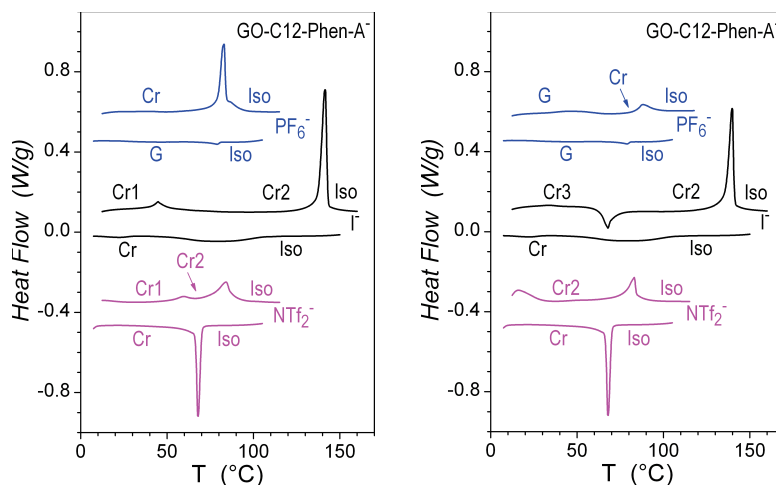 GO-C12-Phen-A⁻
0.8
Cr
Iso
PF₆⁻
0.4
G
Iso
Cr1
Cr2
Iso
I⁻
0.0
Cr
Iso
Cr2
Cr1
Iso
-0.4
NTf₂⁻
Cr
Iso
-0.8
0
50
100
150
Heat Flow (W/g)
T (°C)
GO-C12-Phen-A⁻
0.8
Cr
G
Iso
PF₆⁻
0.4
G
Iso
Cr3
Cr2
Iso
I⁻
0.0
Cr
Iso
Cr2
Iso
-0.4
NTf₂⁻
Cr
Iso
-0.8
0
50
100
150
Heat Flow (W/g)
T (°C)